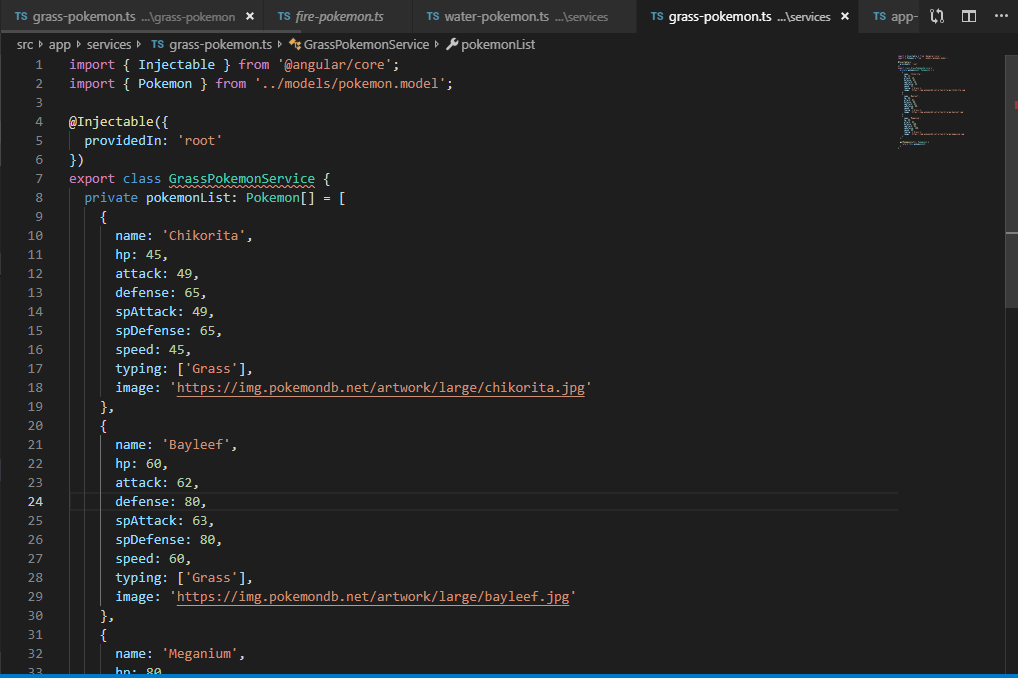 TS grass-pokemon.ts ...\grass-pokemon × TS fire-pokemon.ts TS water-pokemon.ts ...\services TS grass-pokemon.ts ...\services × TS app- ...
src app services TS grass-pokemon.ts GrassPokemonService pokemonList
1 import { Injectable } from '@angular/core';
2 import { Pokemon } from '../models/pokemon.model';
3
4 @Injectable({
5 providedIn: 'root'
6 })
7 export class GrassPokemonService {
8 private pokemonList: Pokemon[] = [
9 {
10 name: 'Chikorita',
11 hp: 45,
12 attack: 49,
13 defense: 65,
14 spAttack: 49,
15 spDefense: 65,
16 speed: 45,
17 typing: ['Grass'],
18 image: 'https://img.pokemondb.net/artwork/large/chikorita.jpg'
19 },
20 {
21 name: 'Bayleef',
22 hp: 60,
23 attack: 62,
24 defense: 80,
25 spAttack: 63,
26 spDefense: 80,
27 speed: 60,
28 typing: ['Grass'],
29 image: 'https://img.pokemondb.net/artwork/large/bayleef.jpg'
30 },
31 {
32 name: 'Meganium',
33 hp: 80